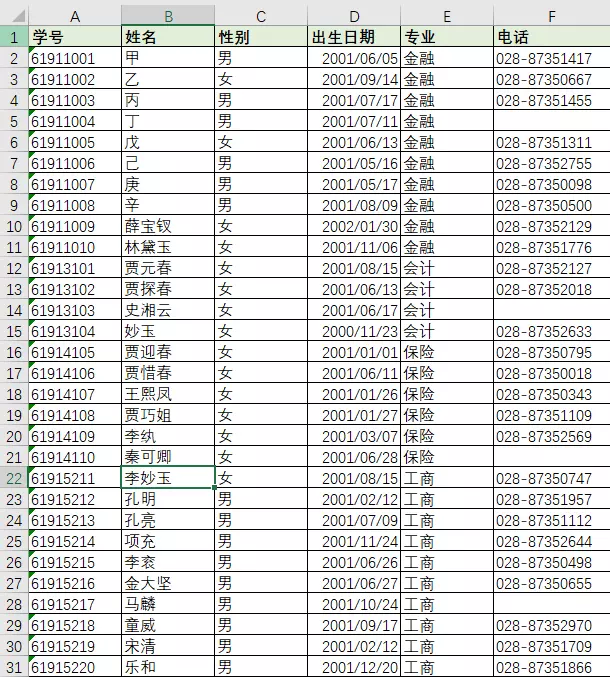 A B C D E F
1 学号 姓名 性别 出生日期 专业 电话
2 61911001 甲 男 2001/06/05 金融 028-87351417
3 61911002 乙 女 2001/09/14 金融 028-87350667
4 61911003 丙 男 2001/07/17 金融 028-87351455
5 61911004 丁 男 2001/07/11 金融
6 61911005 戊 女 2001/06/13 金融 028-87351311
7 61911006 己 男 2001/05/16 金融 028-87352755
8 61911007 庚 男 2001/05/17 金融 028-87350098
9 61911008 辛 男 2001/08/09 金融 028-87350500
10 61911009 薛宝钗 女 2002/01/30 金融 028-87352129
11 61911010 林黛玉 女 2001/11/06 金融 028-87351776
12 61913101 贾元春 女 2001/08/15 会计 028-87352127
13 61913102 贾探春 女 2001/06/13 会计 028-87352018
14 61913103 史湘云 女 2001/06/17 会计
15 61913104 妙玉 女 2000/11/23 会计 028-87352633
16 61914105 贾迎春 女 2001/01/01 保险 028-87350795
17 61914106 贾惜春 女 2001/06/11 保险 028-87350018
18 61914107 王熙凤 女 2001/01/26 保险 028-87350343
19 61914108 贾巧姐 女 2001/01/27 保险 028-87351109
20 61914109 李纨 女 2001/03/07 保险 028-87352569
21 61914110 秦可卿 女 2001/06/28 保险
22 61915211 李妙玉 女 2001/08/15 工商 028-87350747
23 61915212 孔明 男 2001/02/12 工商 028-87351957
24 61915213 孔亮 男 2001/07/09 工商 028-87351112
25 61915214 项充 男 2001/11/24 工商 028-87352644
26 61915215 李衮 男 2001/06/26 工商 028-87350498
27 61915216 金大坚 男 2001/06/27 工商 028-87350655
28 61915217 马麟 男 2001/10/24 工商
29 61915218 童威 男 2001/09/17 工商 028-87352970
30 61915219 宋清 男 2001/02/12 工商 028-87351709
31 61915220 乐和 男 2001/12/20 工商 028-87351866